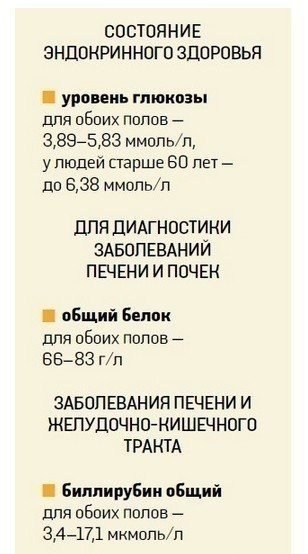 СОСТОЯНИЕ
ЭНДОКРИННОГО ЗДОРОВЬЯ
уровень глюкозы
для обоих полов —
3,89–5,83 ммоль/л,
у людей старше 60 лет —
до 6,38 ммоль/л
ДЛЯ ДИАГНОСТИКИ
ЗАБОЛЕВАНИЙ
ПЕЧЕНИ И ПОЧЕК
общий белок
для обоих полов —
66–83 г/л
ЗАБОЛЕВАНИЯ ПЕЧЕНИ И
ЖЕЛУДОЧНО-КИШЕЧНОГО
ТРАКТА
биллирубин общий
для обоих полов —
3,4–17,1 мкмоль/л